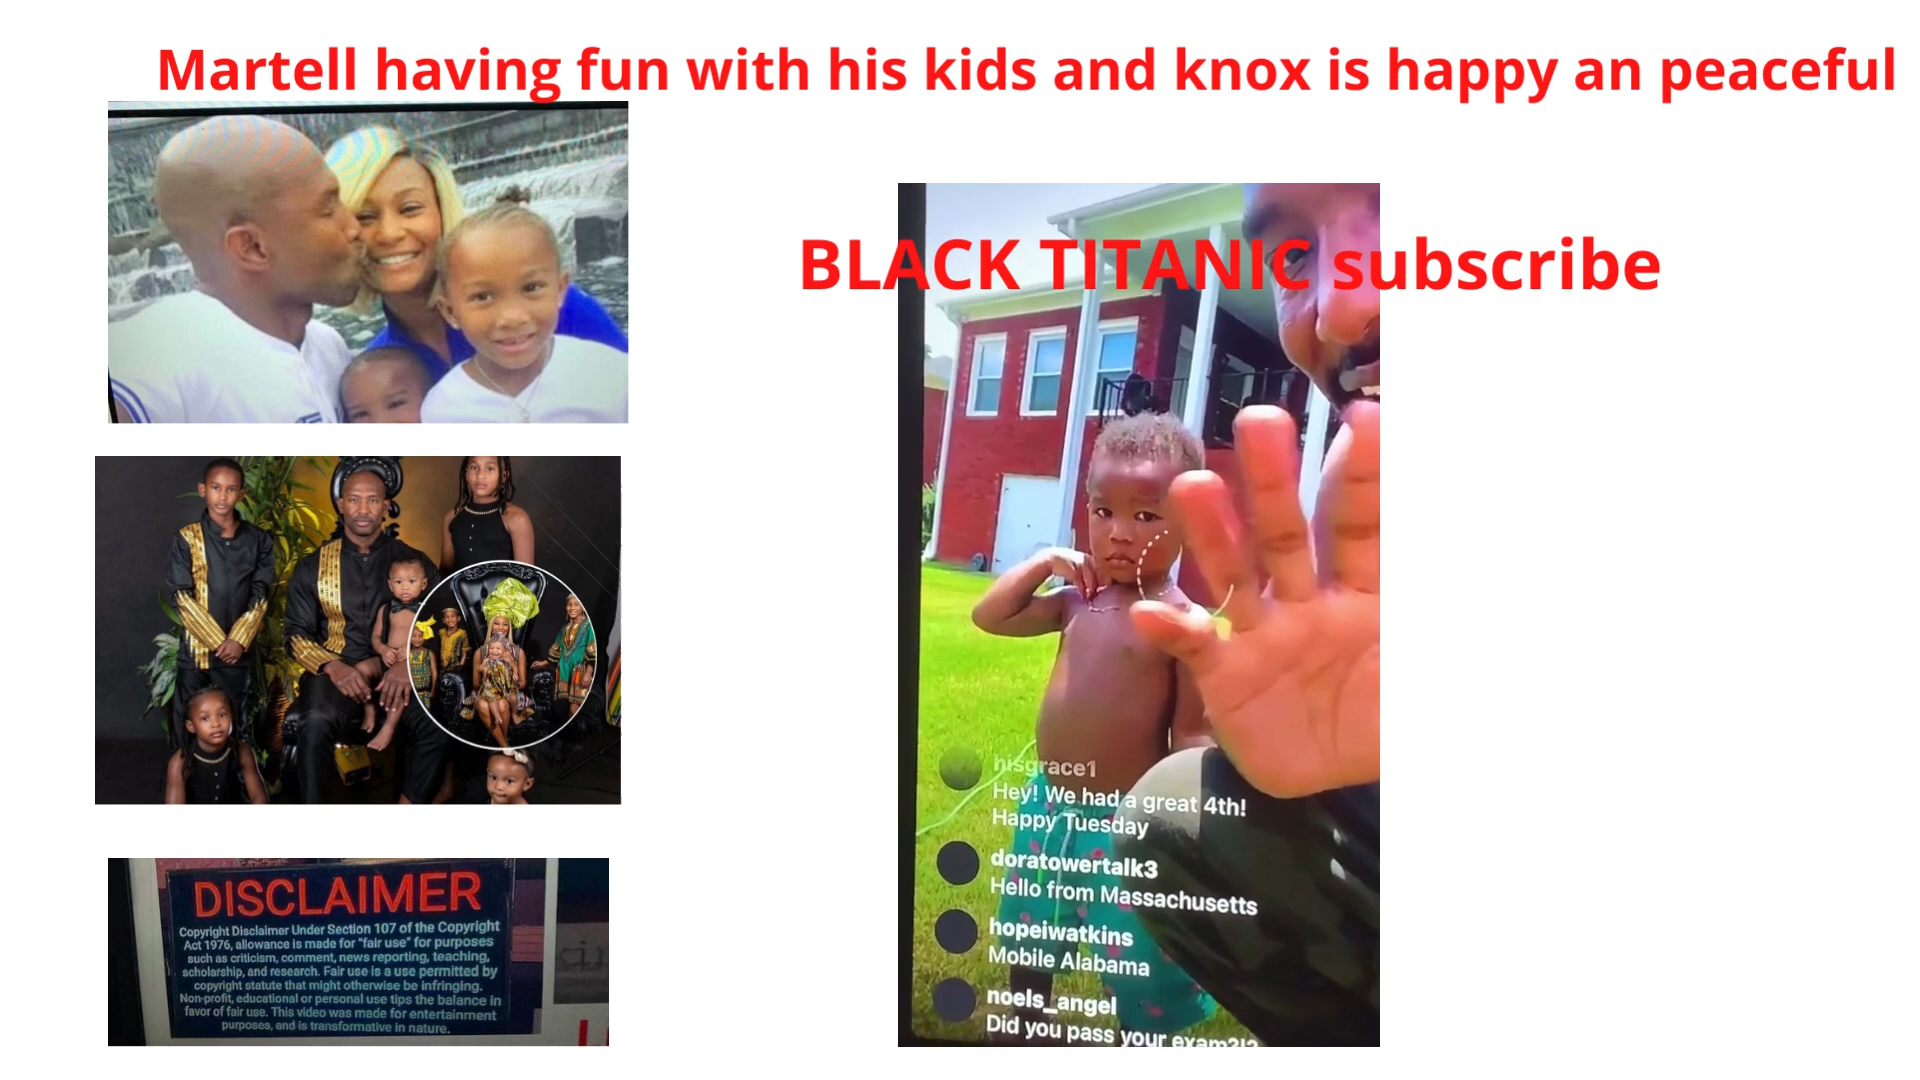 Martell having fun with his kids and knox is happy an peaceful
BLACK TITANIC subscribe
hisgrace1
Hey! We had a great 4th!
Happy Tuesday
doratowertalk3
Hello from Massachusetts
hopeiwatkins
Mobile Alabama
noels_angel
Did you pass your exam?!?
DISCLAIMER
Copyright Disclaimer Under Section 107 of the Copyright
Act 1976, allowance is made for "fair use" for purposes
such as criticism, comment, news reporting, teaching,
scholarship, and research. Fair use is a use permitted by
copyright statute that might otherwise be infringing.
Non-profit, educational or personal use tips the balance in
favor of fair use. This video was made for entertainment
purposes, and is transformative in nature.